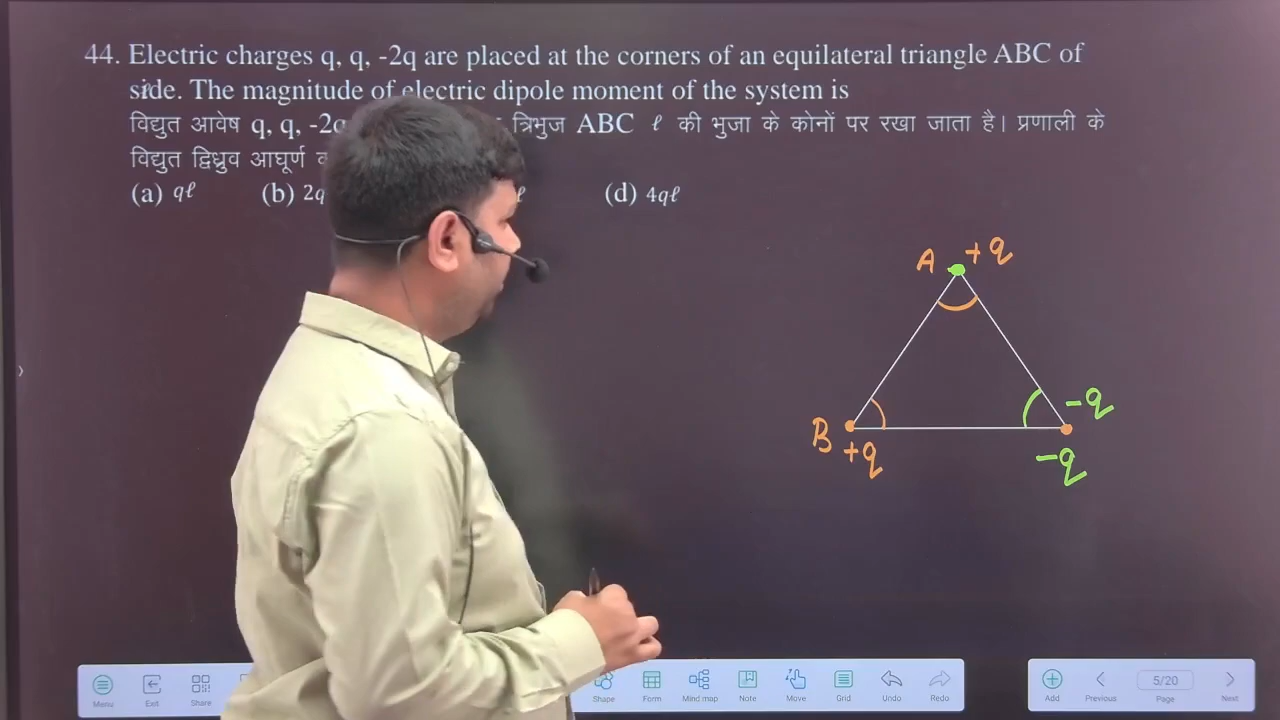 44. Electric charges q, q, -2q are placed at the corners of an equilateral triangle ABC of
side. The magnitude of electric dipole moment of the system is
विद्युत आवेष q, q, -2q त्रिभुज ABC ℓ की भुजा के कोनों पर रखा जाता है। प्रणाली के
विद्युत द्विध्रुव आघूर्ण
(a) qℓ (b) 2q ℓ (d) 4qℓ
A +q
B +q
-q
-q
Menu Exit Share Shape Form Mind map Note Move Grid Undo Redo Add Previous 5/20 Page Next